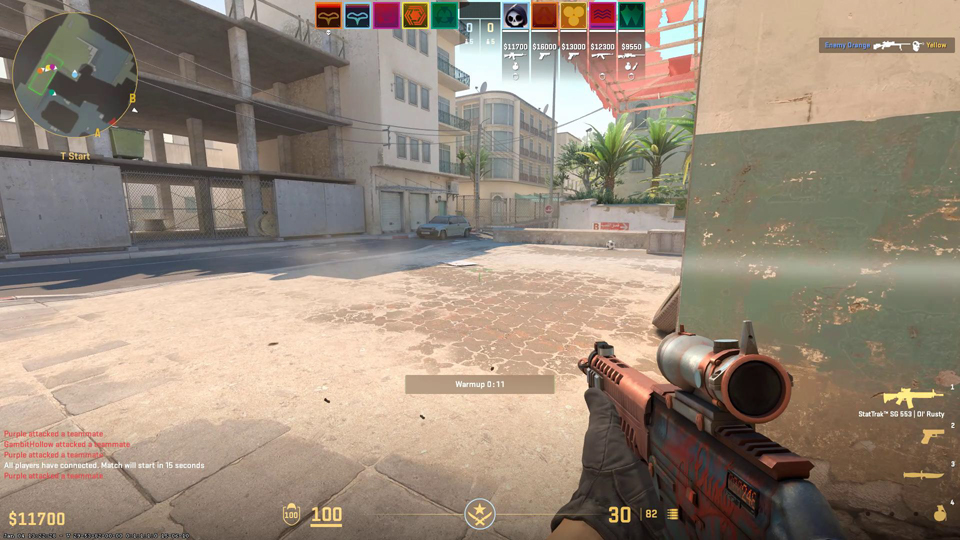 0 0
15 15
$11700 $16000 $13000 $12300 $9550
Enemy Orange Yellow
B
A
T Start
Warmup 0:11
1
StatTrak™ SG 553 | Ol' Rusty
2
3
4
Purple attacked a teammate
GambitHollow attacked a teammate
Purple attacked a teammate
All players have connected. Match will start in 15 seconds
Purple attacked a teammate
$11700
100 100
30 | 82